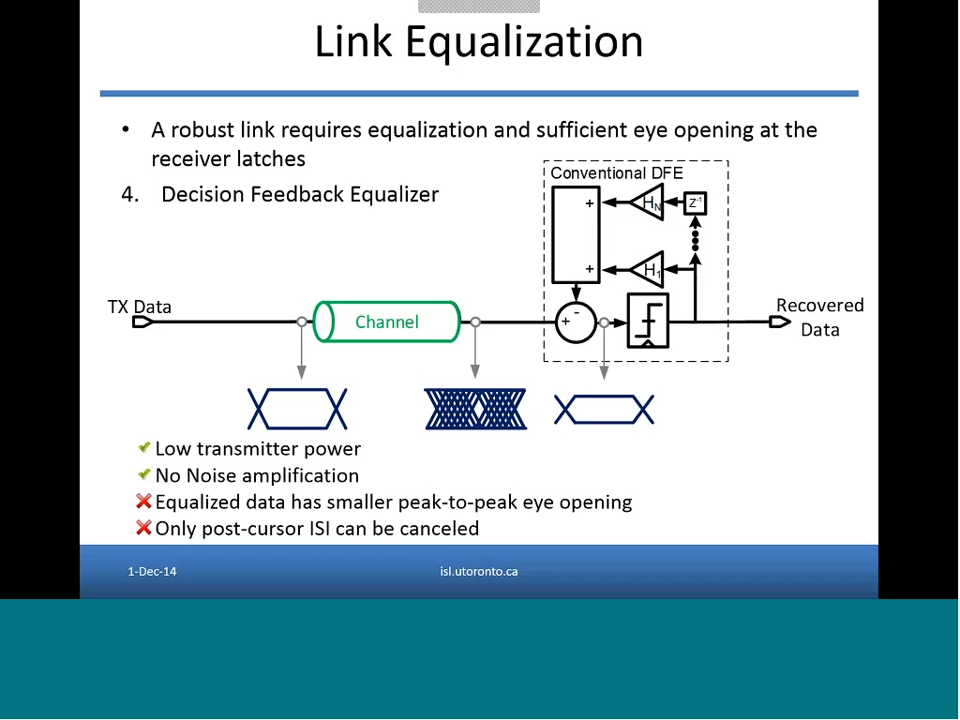 Link Equalization
• A robust link requires equalization and sufficient eye opening at the
receiver latches
4. Decision Feedback Equalizer
Conventional DFE
+ H_N Z⁻¹
+ H₁
TX Data
Channel
+ -
Recovered
Data
Low transmitter power
No Noise amplification
Equalized data has smaller peak-to-peak eye opening
Only post-cursor ISI can be canceled
1-Dec-14
isl.utoronto.ca